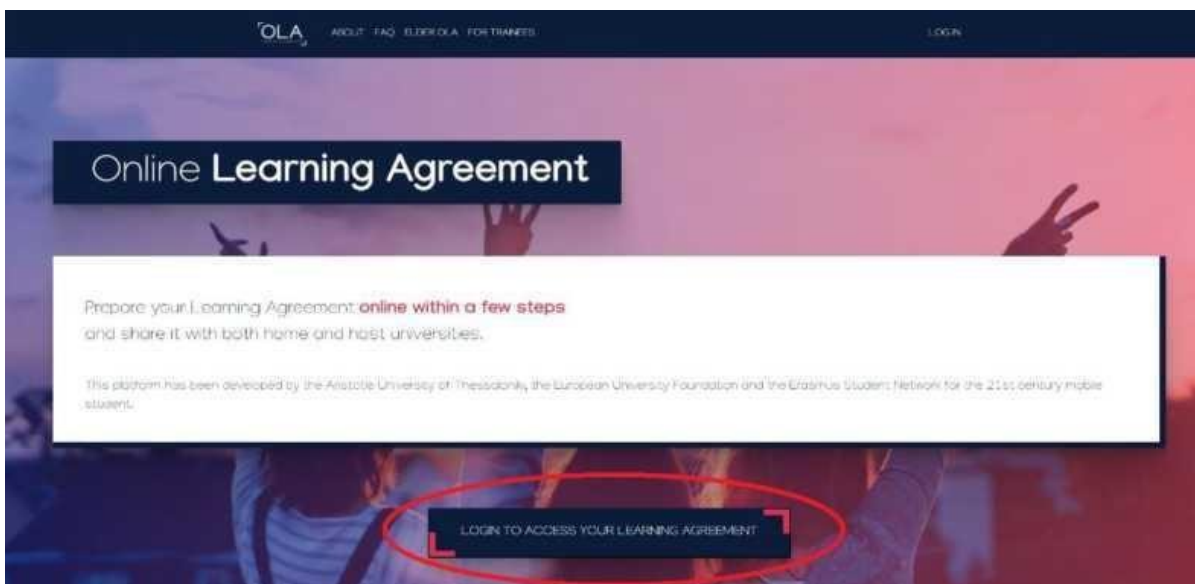 OLA ABOUT FAQ ELDER OLA FOR TRAINEES LOGIN
Online Learning Agreement
Prepare your Learning Agreement online within a few steps
and share it with both home and host universities.
This platform has been developed by the Aristotle University of Thessaloniki, the European University Foundation and the Erasmus Student Network for the 21st century mobile
student.
LOGIN TO ACCESS YOUR LEARNING AGREEMENT